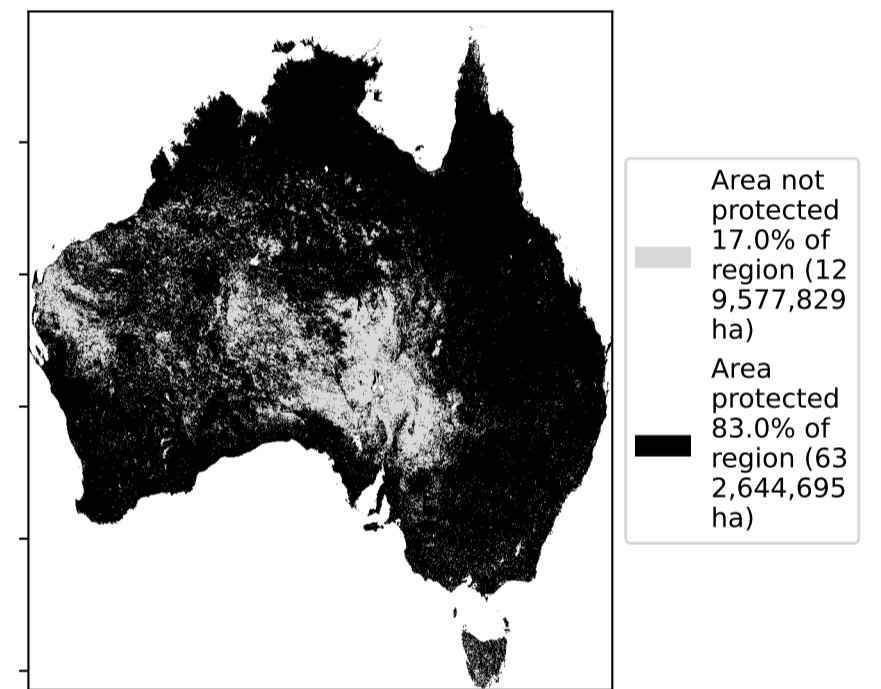 Area not
protected
17.0% of
region (12
9,577,829
ha)
Area
protected
83.0% of
region (63
2,644,695
ha)